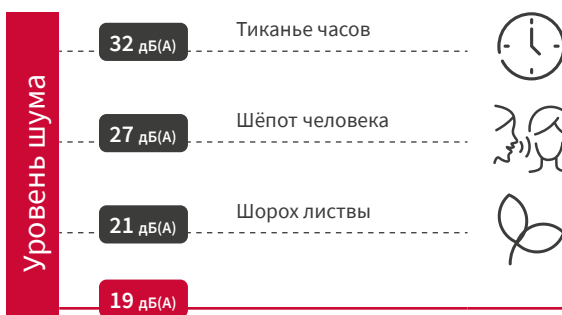 Уровень шума
32 дБ(А)
Тиканье часов
27 дБ(А)
Шёпот человека
21 дБ(А)
Шорох листвы
19 дБ(А)